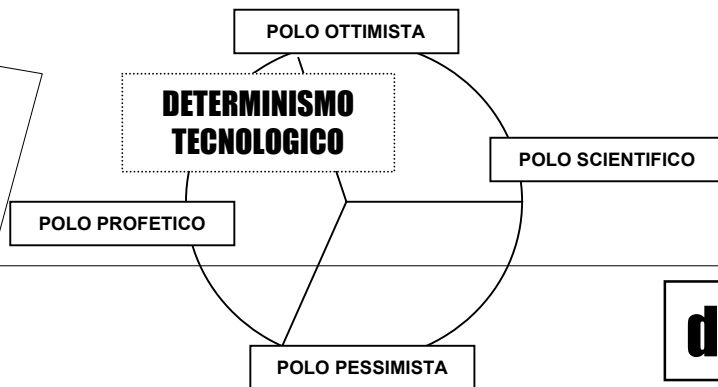 POLO OTTIMISTA
DETERMINISMO
TECNOLOGICO
POLO SCIENTIFICO
POLO PROFETICO
d
POLO PESSIMISTA